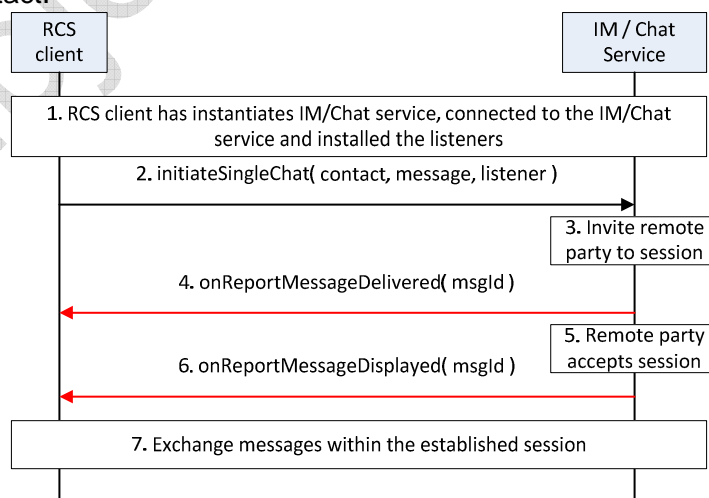 RCS
client
IM / Chat
Service
1. RCS client has instantiates IM/Chat service, connected to the IM/Chat
service and installed the listeners
2. initiateSingleChat( contact, message, listener )
3. Invite remote
party to session
4. onReportMessageDelivered( msgId )
5. Remote party
accepts session
6. onReportMessageDisplayed( msgId )
7. Exchange messages within the established session